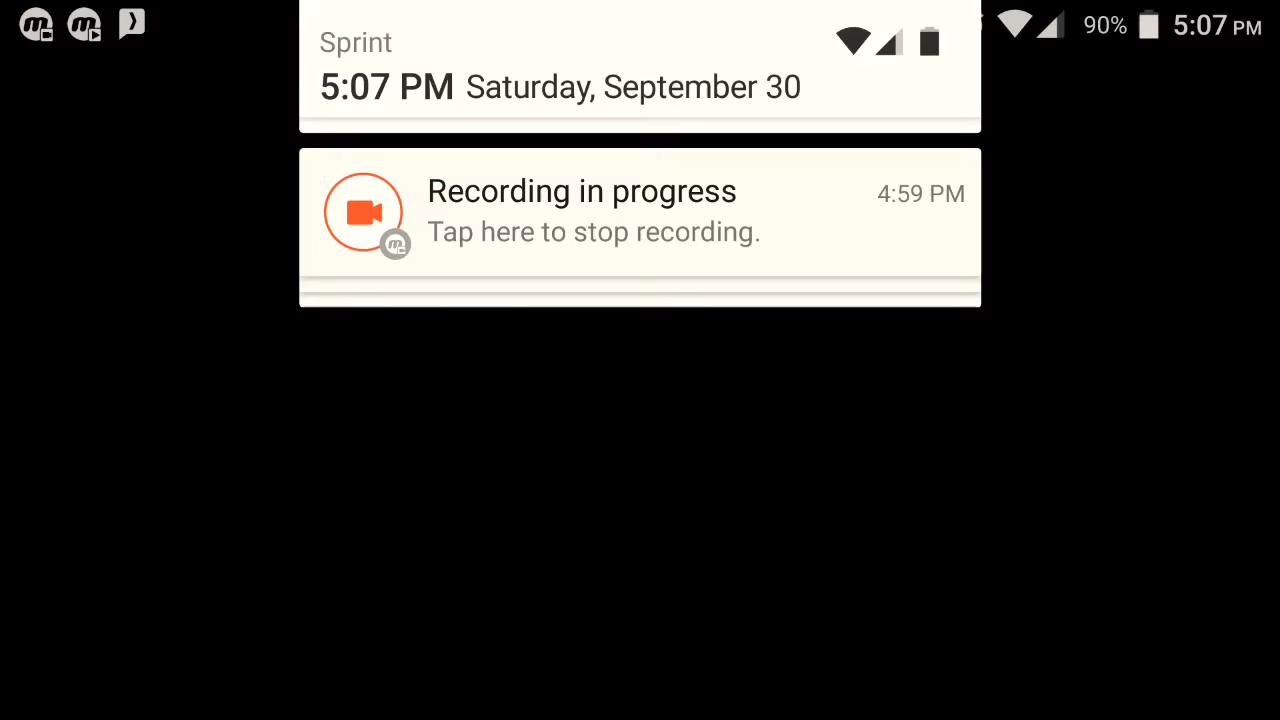 90% 5:07 PM
Sprint
5:07 PM Saturday, September 30
Recording in progress 4:59 PM
Tap here to stop recording.